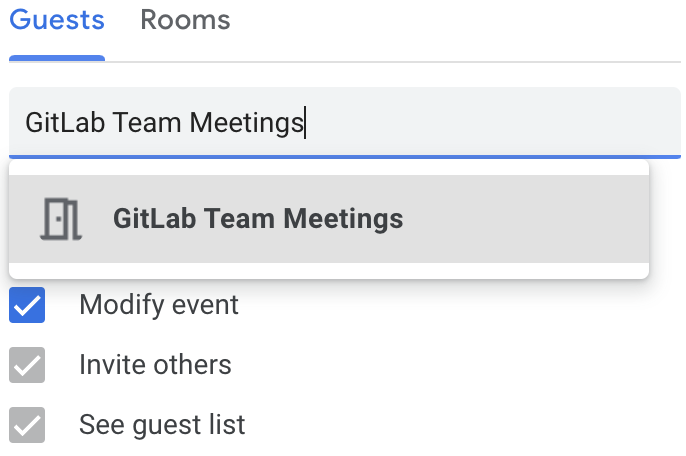 Guests Rooms
GitLab Team Meetings
GitLab Team Meetings
Modify event
Invite others
See guest list